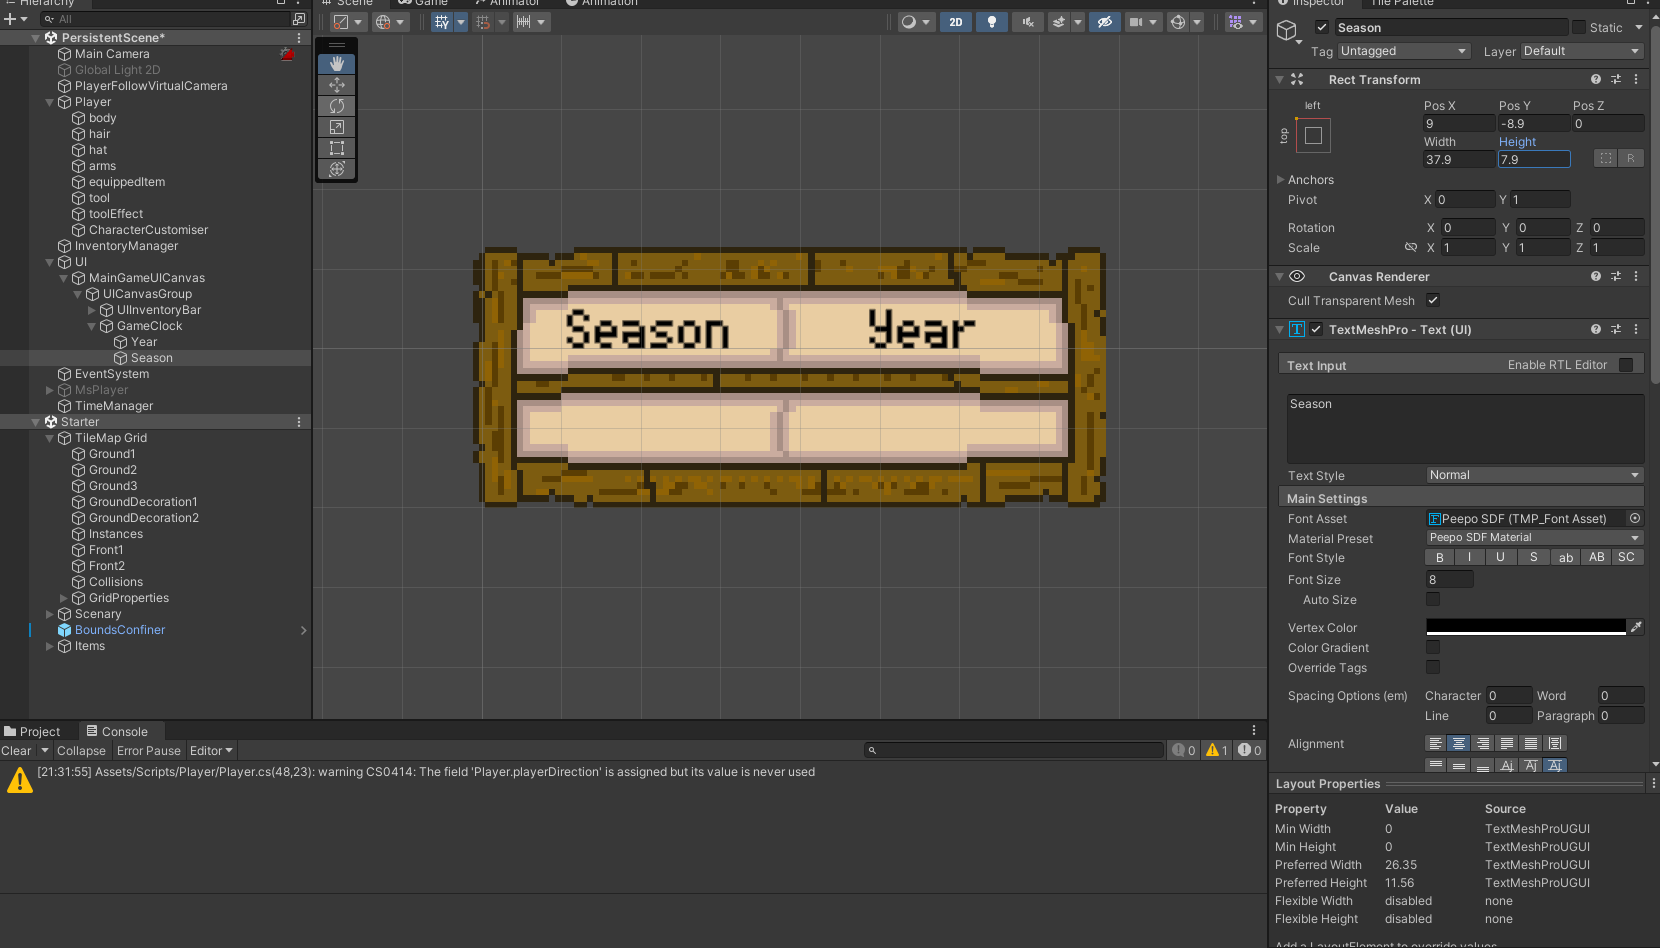 Hierarchy
All
PersistentScene*
Main Camera
Global Light 2D
PlayerFollowVirtualCamera
Player
body
hair
hat
arms
equippedItem
tool
toolEffect
CharacterCustomiser
InventoryManager
UI
MainGameUICanvas
UICanvasGroup
UIInventoryBar
GameClock
Year
Season
EventSystem
MsPlayer
TimeManager
Starter
TileMap Grid
Ground1
Ground2
Ground3
GroundDecoration1
GroundDecoration2
Instances
Front1
Front2
Collisions
GridProperties
Scenary
BoundsConfiner
Items
Scene Game Animator Animation
2D
Season Year
Inspector Tile Palette
Season Static
Tag Untagged Layer Default
Rect Transform
left
top
Pos X Pos Y Pos Z
9 -8.9 0
Width Height
37.9 7.9 R
Anchors
Pivot X 0 Y 1
Rotation X 0 Y 0 Z 0
Scale X 1 Y 1 Z 1
Canvas Renderer
Cull Transparent Mesh
T TextMeshPro - Text (UI)
Text Input Enable RTL Editor
Season
Text Style Normal
Main Settings
Font Asset F Peepo SDF (TMP_Font Asset)
Material Preset Peepo SDF Material
Font Style B I U S ab AB SC
Font Size 8
Auto Size
Vertex Color
Color Gradient
Override Tags
Spacing Options (em) Character 0 Word 0
Line 0 Paragraph 0
Alignment
Layout Properties
Property Value Source
Min Width 0 TextMeshProUGUI
Min Height 0 TextMeshProUGUI
Preferred Width 26.35 TextMeshProUGUI
Preferred Height 11.56 TextMeshProUGUI
Flexible Width disabled none
Flexible Height disabled none
Add a LayoutElement to override values
Project Console
Clear Collapse Error Pause Editor 0 1 0
[21:31:55] Assets/Scripts/Player/Player.cs(48,23): warning CS0414: The field 'Player.playerDirection' is assigned but its value is never used